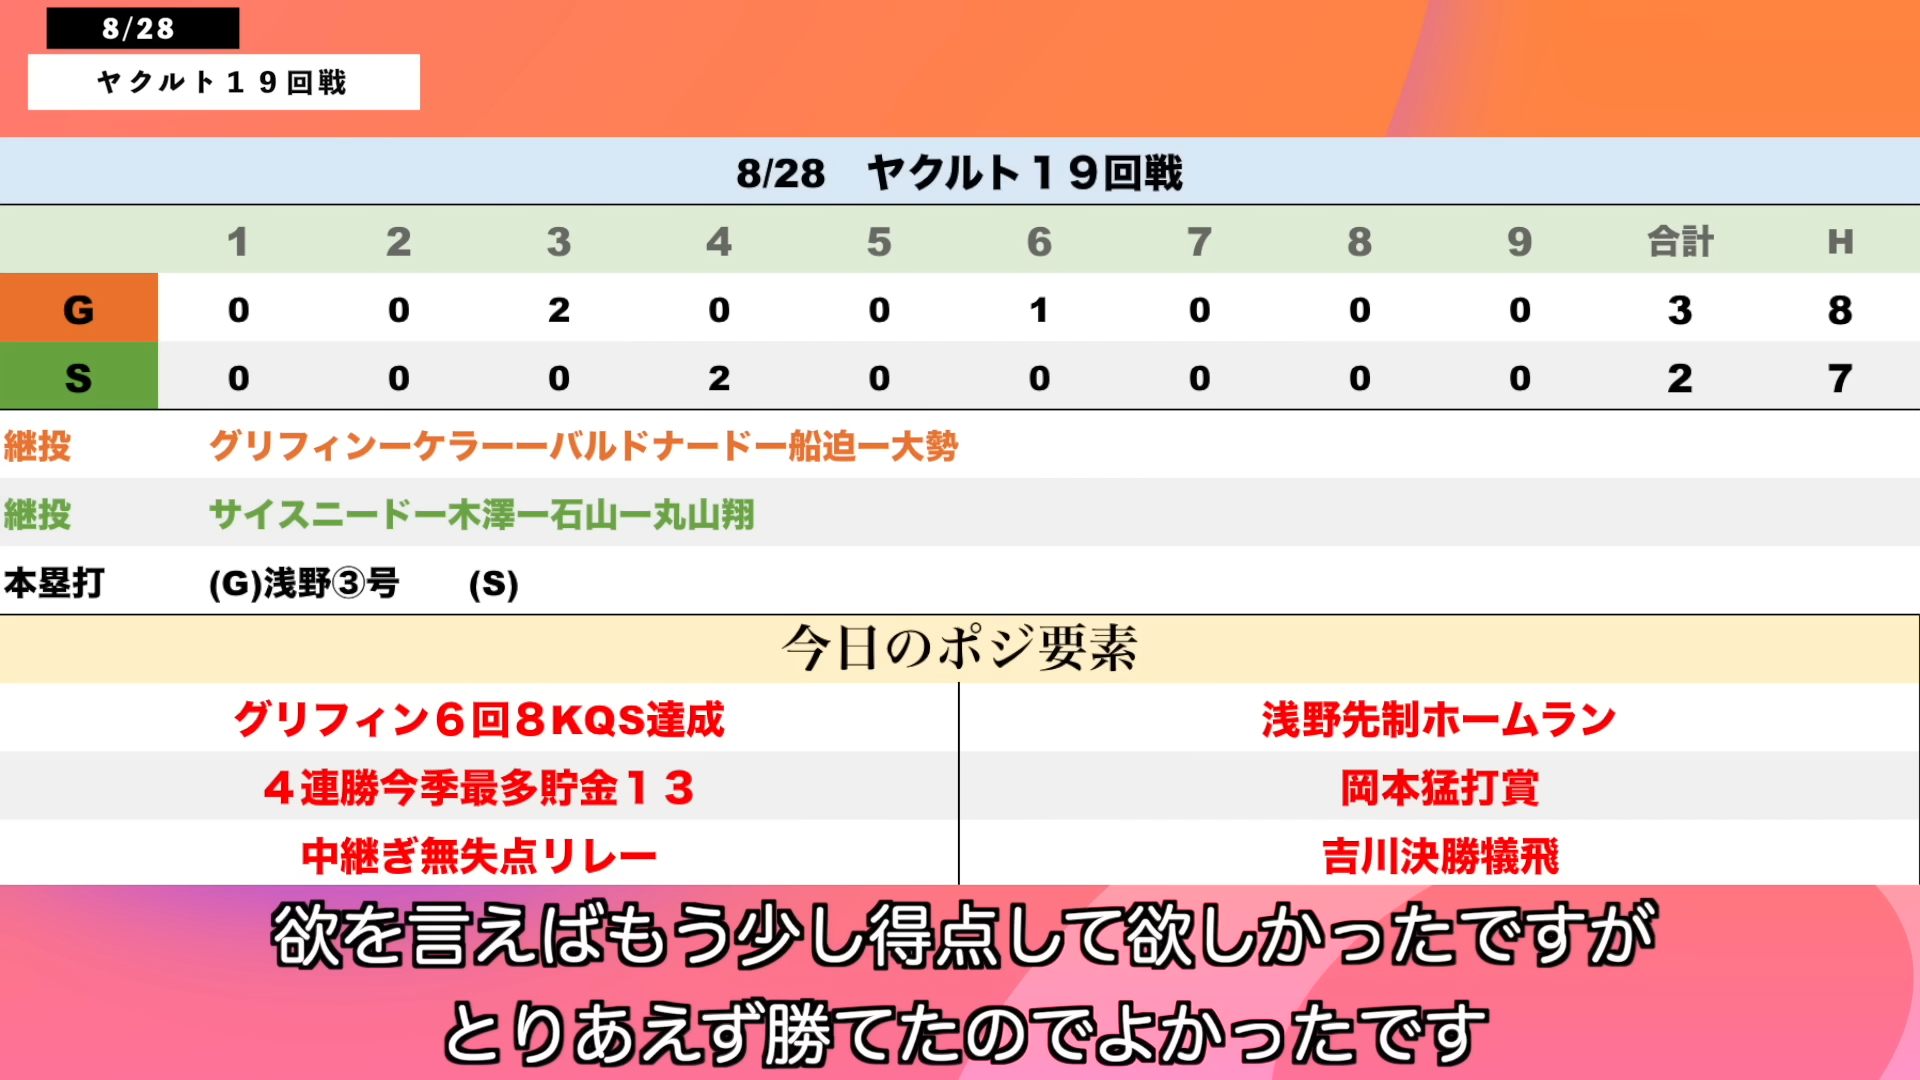 8/28
ヤクルト１９回戦
8/28　ヤクルト１９回戦
1 2 3 4 5 6 7 8 9 合計 H
G 0 0 2 0 0 1 0 0 0 3 8
S 0 0 0 2 0 0 0 0 0 2 7
継投 グリフィンーケラーーバルドナードー船迫ー大勢
継投 サイスニードー木澤ー石山ー丸山翔
本塁打 (G)浅野③号 (S)
今日のポジ要素
グリフィン６回８KQS達成 浅野先制ホームラン
４連勝今季最多貯金１３ 岡本猛打賞
中継ぎ無失点リレー 吉川決勝犠飛
欲を言えばもう少し得点して欲しかったですが
とりあえず勝てたのでよかったです